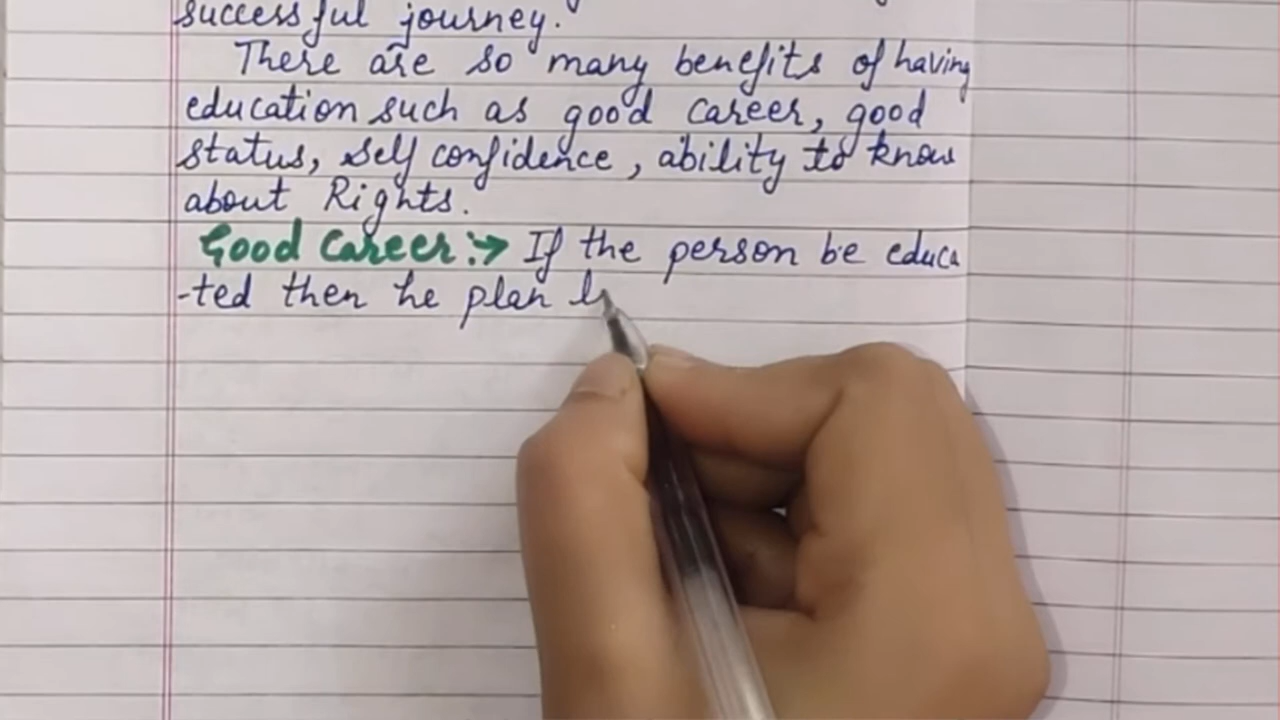 successful journey.
There are so many benefits of having
education such as good career, good
status, self confidence, ability to know
about Rights.
Good Career:→ If the person be educa
-ted then he plan